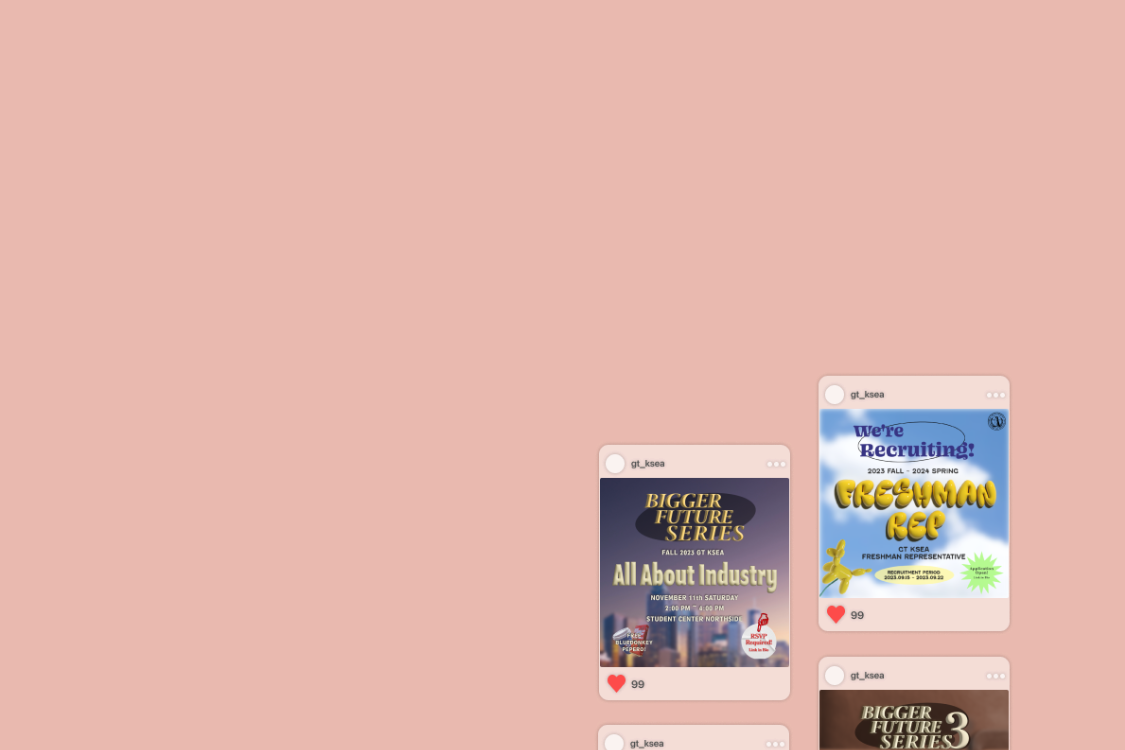 gt_ksea
BIGGER
FUTURE
SERIES
FALL 2023 GT KSEA
All About Industry
NOVEMBER 11th SATURDAY
2:00 PM ~ 4:00 PM
STUDENT CENTER NORTHSIDE
FREE
BLUEDONKEY
PEPERO!
RSVP
Required!
Link in Bio
99
gt_ksea
gt_ksea
We're
Recruiting!
2023 FALL - 2024 SPRING
FRESHMAN
REP
GT KSEA
FRESHMAN REPRESENTATIVE
RECRUITMENT PERIOD
2023.09.15 - 2023.09.22
Application
Open!
Link in Bio
99
gt_ksea
BIGGER
FUTURE
SERIES 3